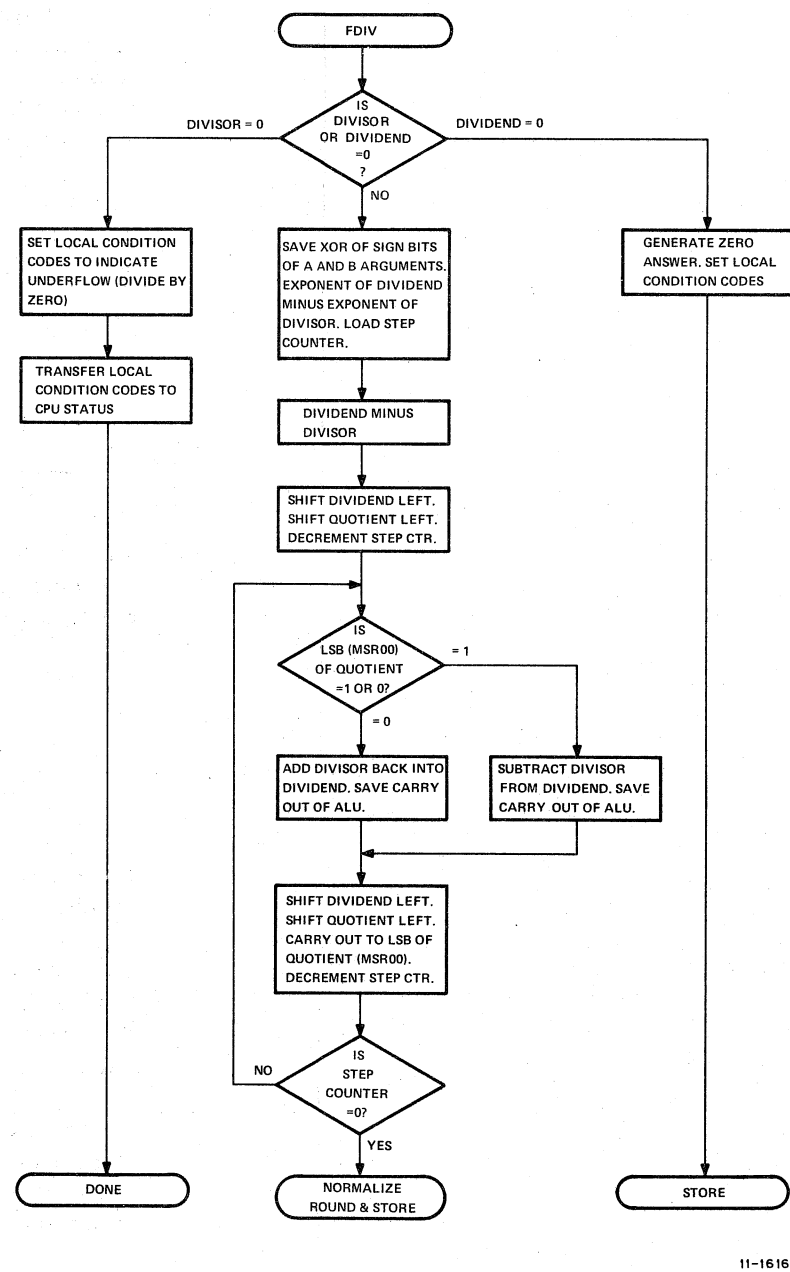 FDIV
IS
DIVISOR
OR DIVIDEND
=0
?
DIVISOR = 0
DIVIDEND = 0
NO
SET LOCAL CONDITION
CODES TO INDICATE
UNDERFLOW (DIVIDE BY
ZERO)
SAVE XOR OF SIGN BITS
OF A AND B ARGUMENTS.
EXPONENT OF DIVIDEND
MINUS EXPONENT OF
DIVISOR. LOAD STEP
COUNTER.
GENERATE ZERO
ANSWER. SET LOCAL
CONDITION CODES
TRANSFER LOCAL
CONDITION CODES TO
CPU STATUS
DIVIDEND MINUS
DIVISOR
SHIFT DIVIDEND LEFT.
SHIFT QUOTIENT LEFT.
DECREMENT STEP CTR.
IS
LSB (MSR00)
OF QUOTIENT
=1 OR 0?
= 1
= 0
ADD DIVISOR BACK INTO
DIVIDEND. SAVE CARRY
OUT OF ALU.
SUBTRACT DIVISOR
FROM DIVIDEND. SAVE
CARRY OUT OF ALU.
SHIFT DIVIDEND LEFT.
SHIFT QUOTIENT LEFT.
CARRY OUT TO LSB OF
QUOTIENT (MSR00).
DECREMENT STEP CTR.
IS
STEP
COUNTER
=0?
NO
YES
DONE
NORMALIZE
ROUND & STORE
STORE
11-1616